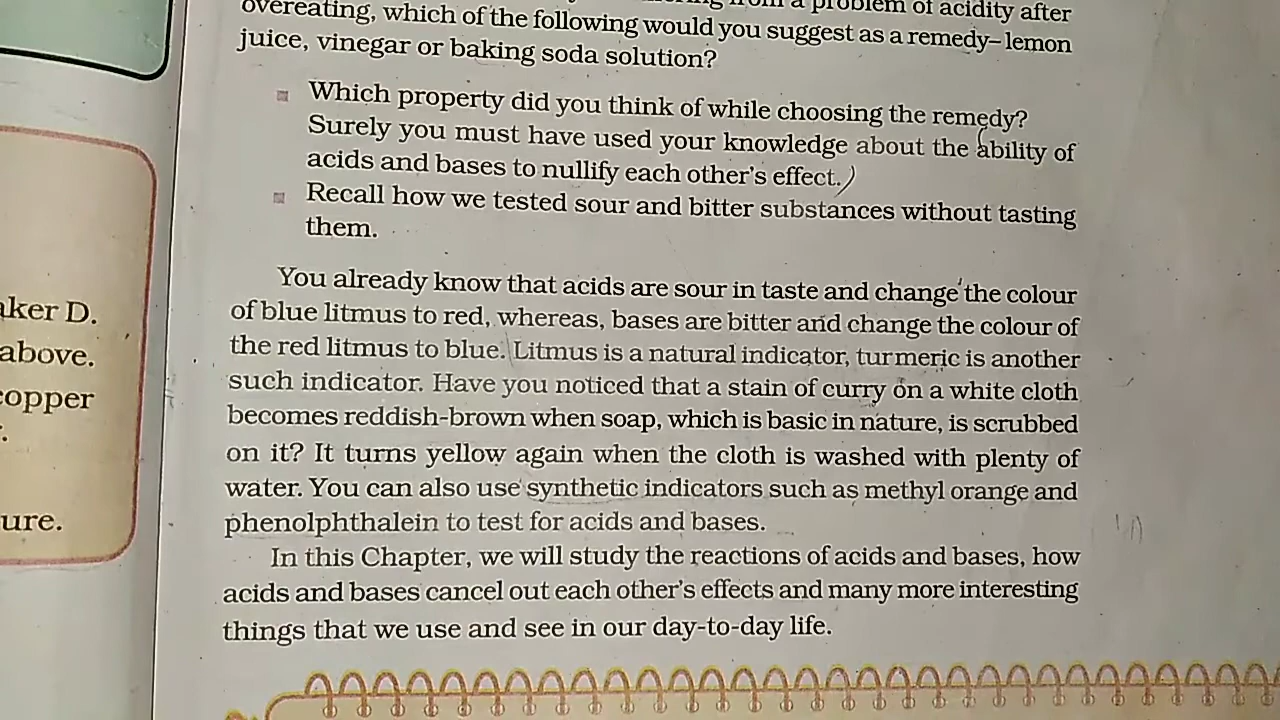 a problem of acidity after
overeating, which of the following would you suggest as a remedy– lemon
juice, vinegar or baking soda solution?
Which property did you think of while choosing the remedy?
Surely you must have used your knowledge about the ability of
acids and bases to nullify each other's effect.)
Recall how we tested sour and bitter substances without tasting
them.
You already know that acids are sour in taste and change the colour
of blue litmus to red, whereas, bases are bitter and change the colour of
the red litmus to blue. Litmus is a natural indicator, turmeric is another
such indicator. Have you noticed that a stain of curry on a white cloth
becomes reddish-brown when soap, which is basic in nature, is scrubbed
on it? It turns yellow again when the cloth is washed with plenty of
water. You can also use synthetic indicators such as methyl orange and
phenolphthalein to test for acids and bases.
In this Chapter, we will study the reactions of acids and bases, how
acids and bases cancel out each other's effects and many more interesting
things that we use and see in our day-to-day life.
D.
above.
ure.